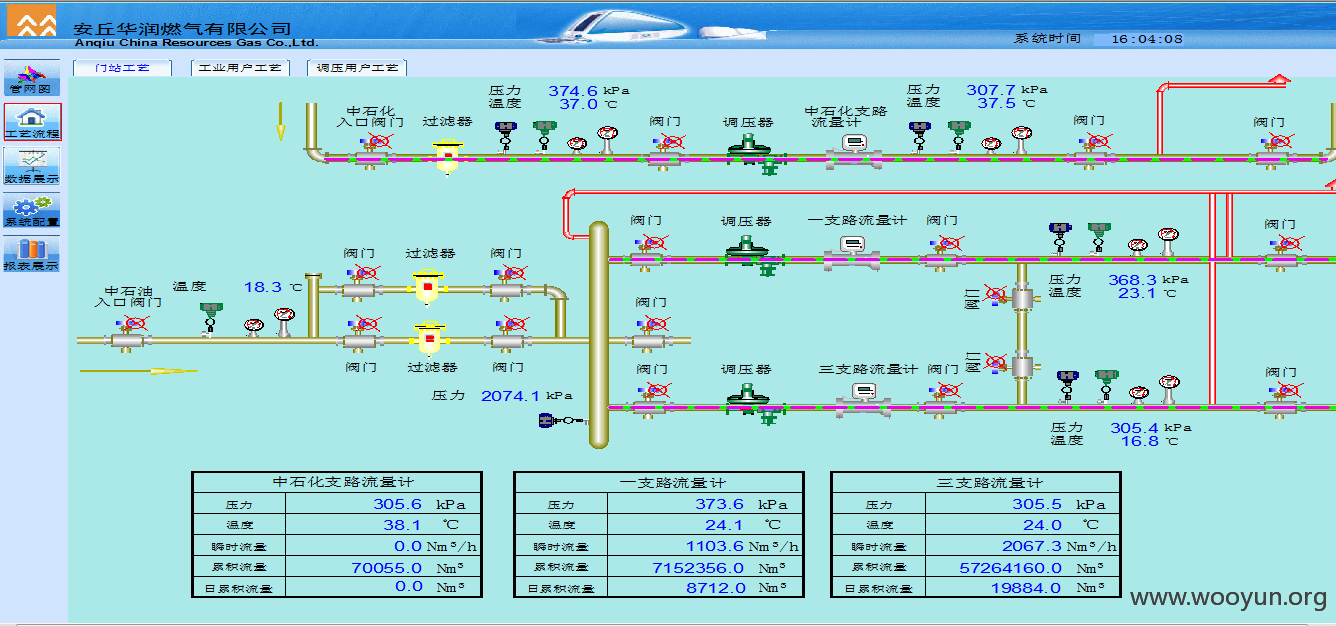 安丘华润燃气有限公司
Anqiu China Resources Gas Co.,Ltd.
系统时间 16:04:08
门站工艺 工业用户工艺 调压用户工艺
管网图
工艺流程
数据展示
系统配置
报表展示
中石化
入口阀门
过滤器
压力 374.6 kPa
温度 37.0 ℃
阀门
调压器
中石化支路
流量计
压力 307.7 kPa
温度 37.5 ℃
阀门
阀门
阀门
调压器
一支路流量计
阀门
阀门
压力 368.3 kPa
温度 23.1 ℃
阀门
过滤器
阀门
中石油
入口阀门
温度 18.3 ℃
阀门
阀门
阀门
过滤器
阀门
压力 2074.1 kPa
阀门
阀门
调压器
三支路流量计
阀门
阀门
压力 305.4 kPa
温度 16.8 ℃
中石化支路流量计
压力 305.6 kPa
温度 38.1 ℃
瞬时流量 0.0 Nm³/h
累积流量 70055.0 Nm³
日累积流量 0.0 Nm³
一支路流量计
压力 373.6 kPa
温度 24.1 ℃
瞬时流量 1103.6 Nm³/h
累积流量 7152356.0 Nm³
日累积流量 8712.0 Nm³
三支路流量计
压力 305.5 kPa
温度 24.0 ℃
瞬时流量 2067.3 Nm³/h
累积流量 57264160.0 Nm³
日累积流量 19884.0 Nm³
www.wooyun.org